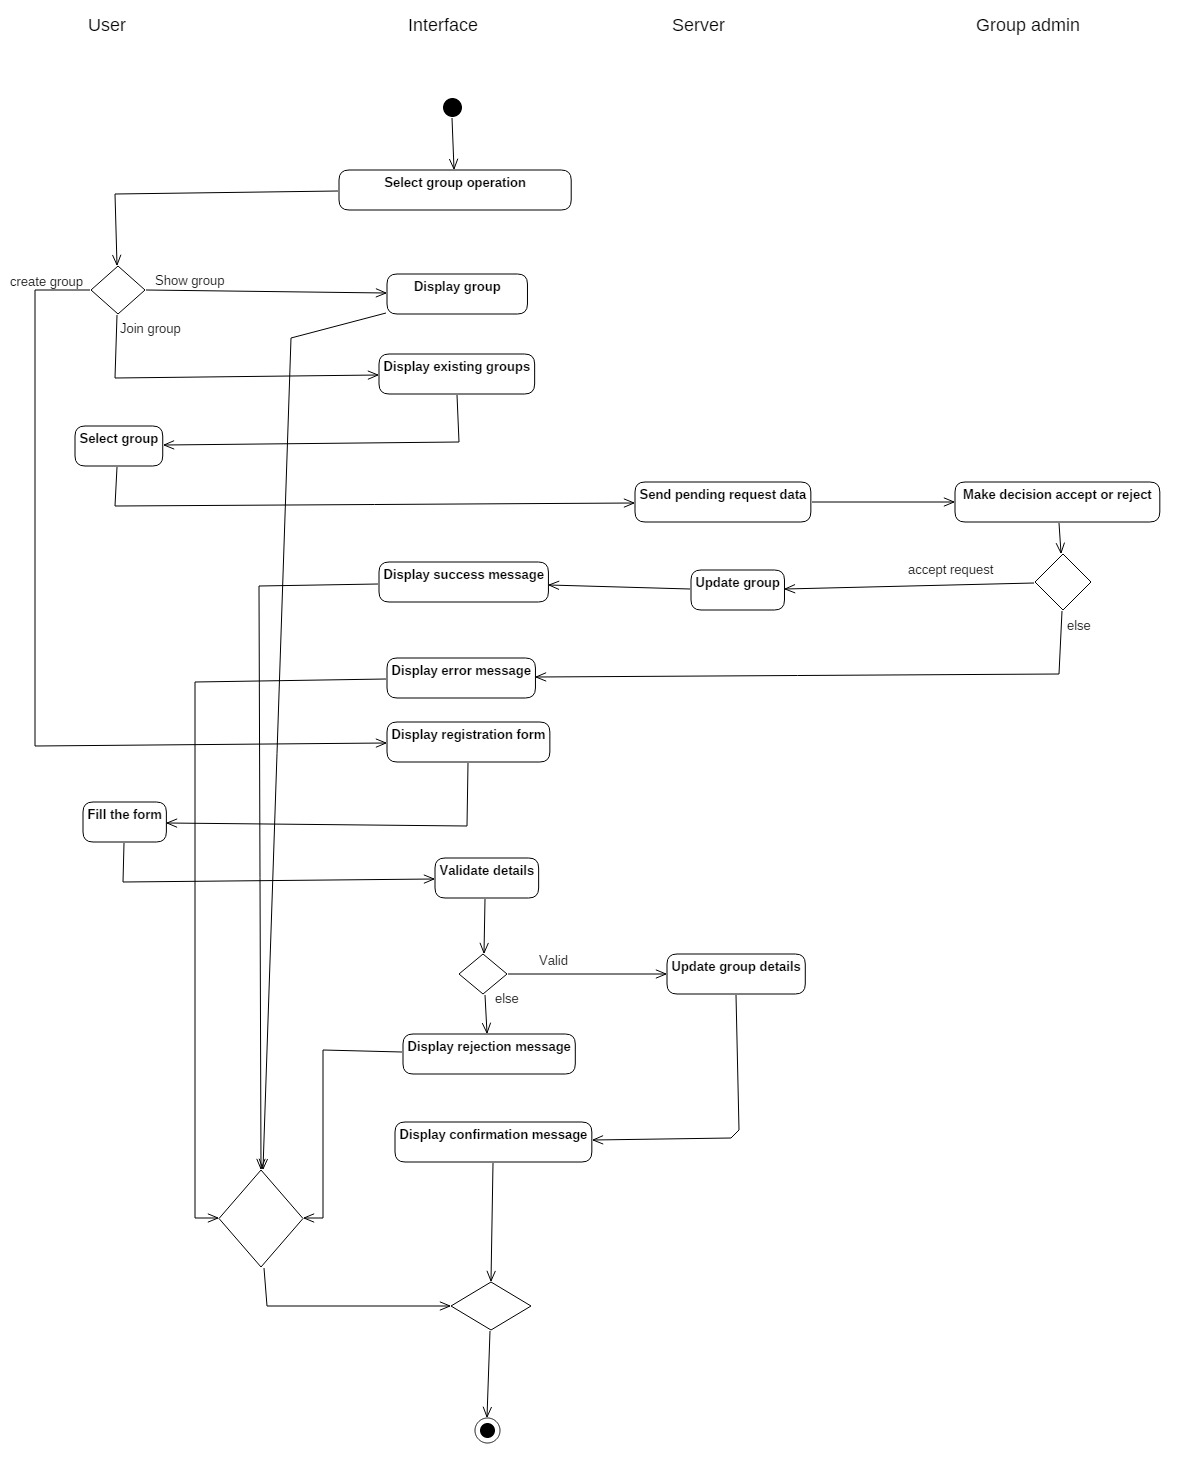 User
Interface
Server
Group admin
Select group operation
create group
Show group
Display group
Join group
Display existing groups
Select group
Send pending request data
Make decision accept or reject
Display success message
Update group
accept request
else
Display error message
Display registration form
Fill the form
Validate details
Valid
Update group details
else
Display rejection message
Display confirmation message